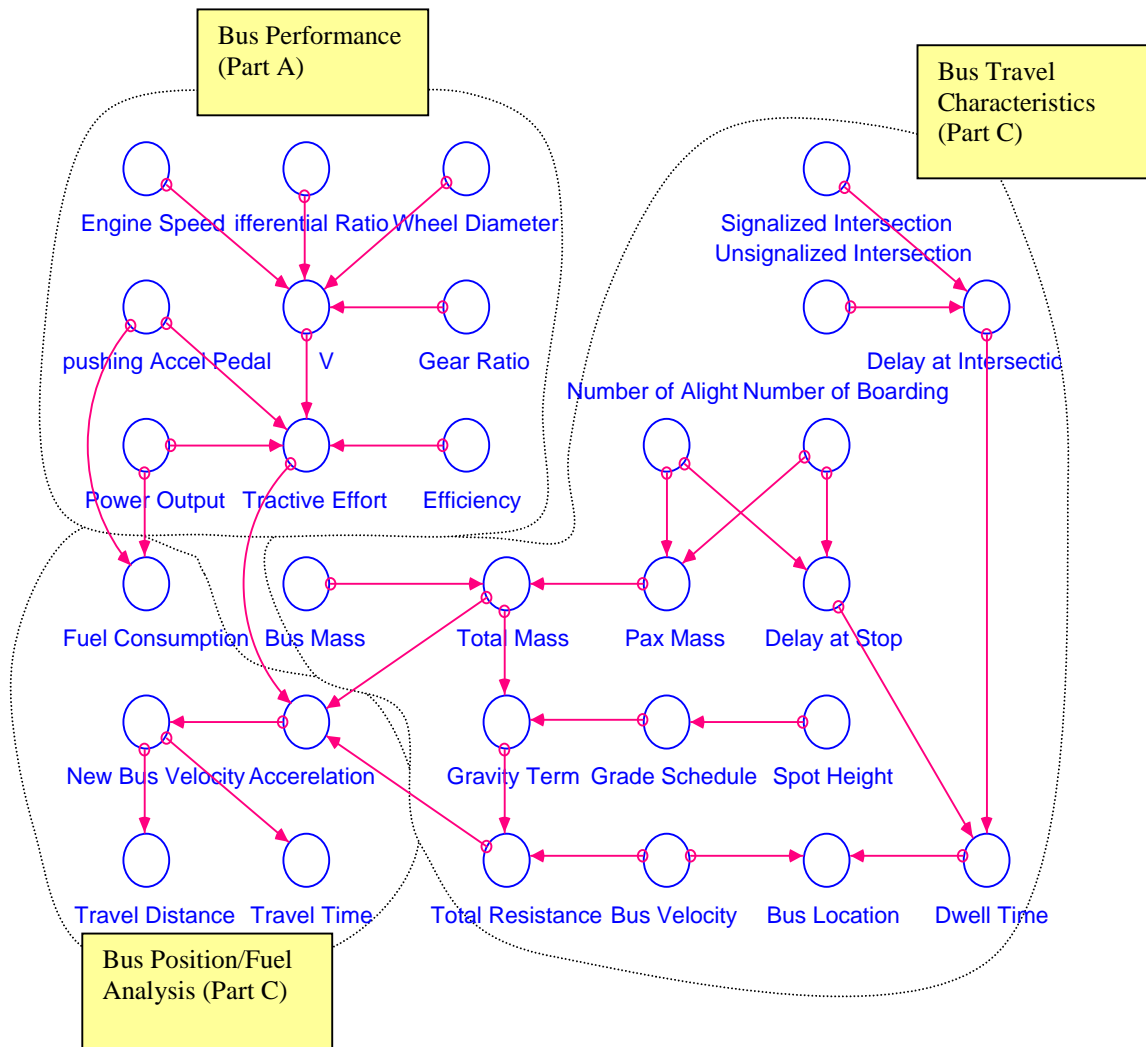 Bus Performance
(Part A)
Bus Travel
Characteristics
(Part C)
Engine Speed
ifferential Ratio
Wheel Diameter
Signalized Intersection
Unsignalized Intersection
pushing Accel Pedal
V
Gear Ratio
Delay at Intersectic
Number of Alight
Number of Boarding
Power Output
Tractive Effort
Efficiency
Fuel Consumption
Bus Mass
Total Mass
Pax Mass
Delay at Stop
New Bus Velocity
Accerelation
Gravity Term
Grade Schedule
Spot Height
Travel Distance
Travel Time
Total Resistance
Bus Velocity
Bus Location
Dwell Time
Bus Position/Fuel
Analysis (Part C)